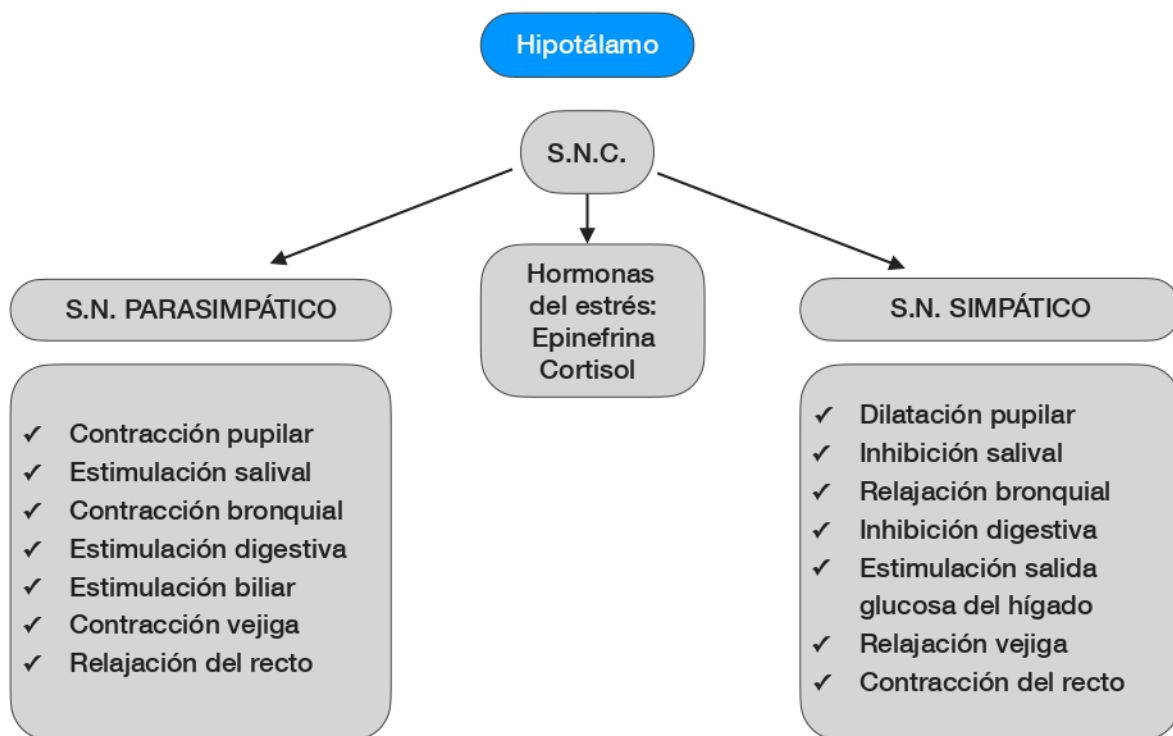 Hipotálamo
S.N.C.
S.N. PARASIMPÁTICO
✓ Contracción pupilar
✓ Estimulación salival
✓ Contracción bronquial
✓ Estimulación digestiva
✓ Estimulación biliar
✓ Contracción vejiga
✓ Relajación del recto
Hormonas
del estrés:
Epinefrina
Cortisol
S.N. SIMPÁTICO
✓ Dilatación pupilar
✓ Inhibición salival
✓ Relajación bronquial
✓ Inhibición digestiva
✓ Estimulación salida
glucosa del hígado
✓ Relajación vejiga
✓ Contracción del recto